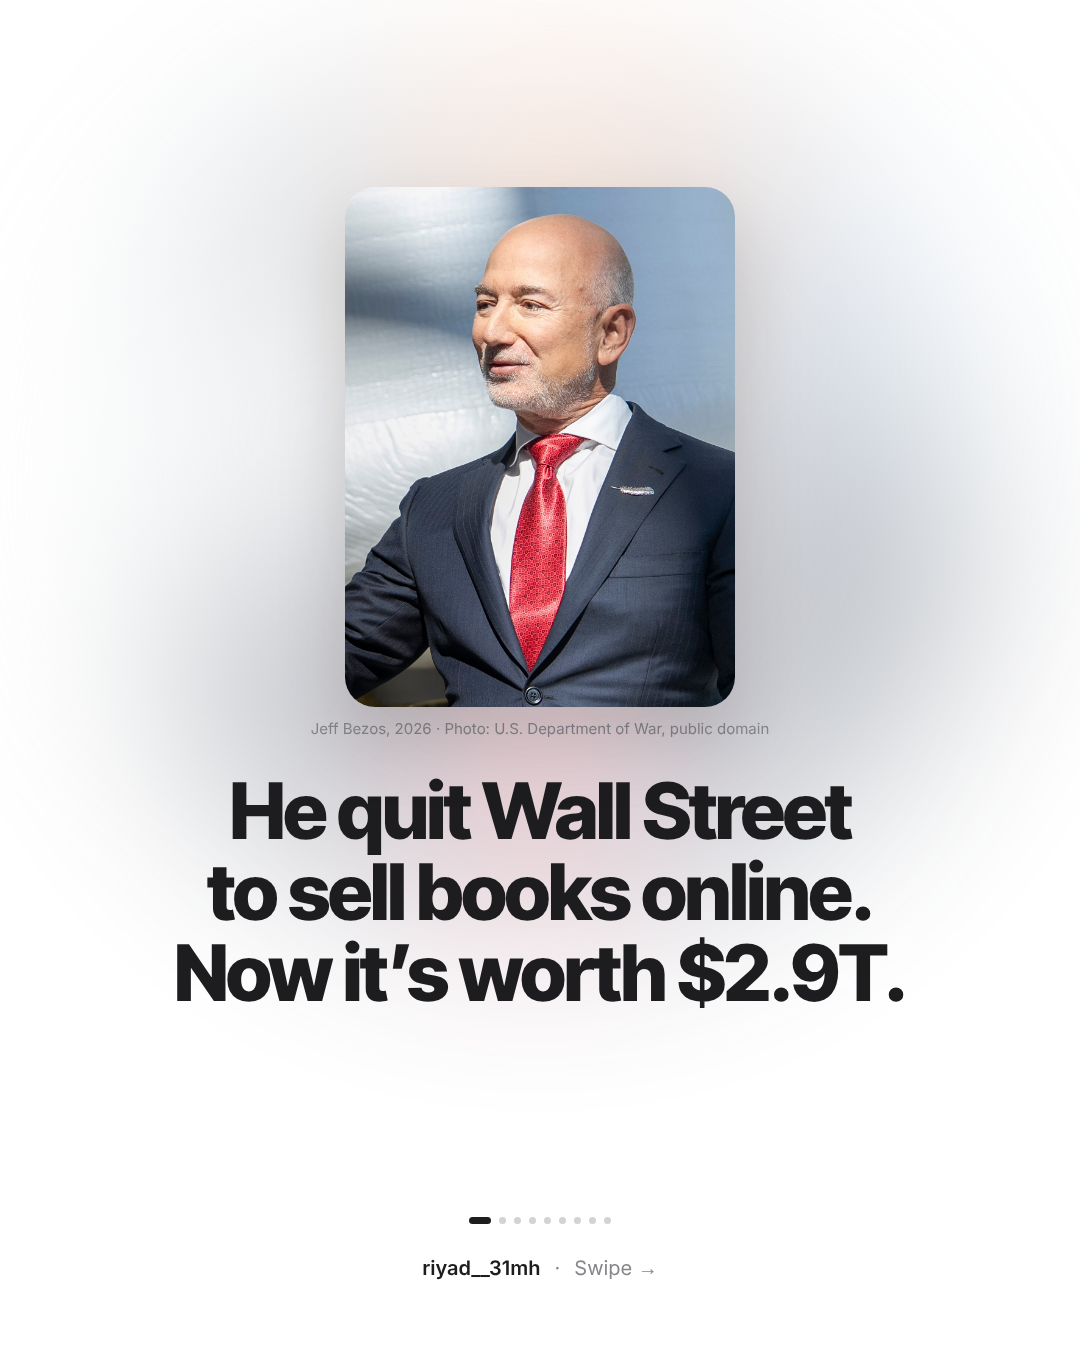 Jeff Bezos, 2026 · Photo: U.S. Department of War, public domain
He quit Wall Street
to sell books online.
Now it’s worth $2.9T.
riyad__31mh · Swipe →